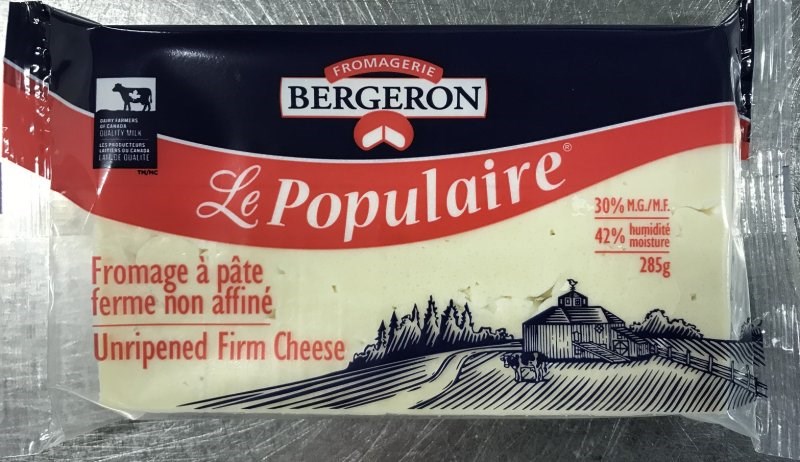 FROMAGERIE
BERGERON
DAIRY FARMERS
OF CANADA
QUALITY MILK
LES PRODUCTEURS
LAITIERS DU CANADA
LAIT DE QUALITÉ
TM/MC
Le Populaire®
30% M.G./M.F.
42% humidité
moisture
285g
Fromage à pâte
ferme non affiné
Unripened Firm Cheese